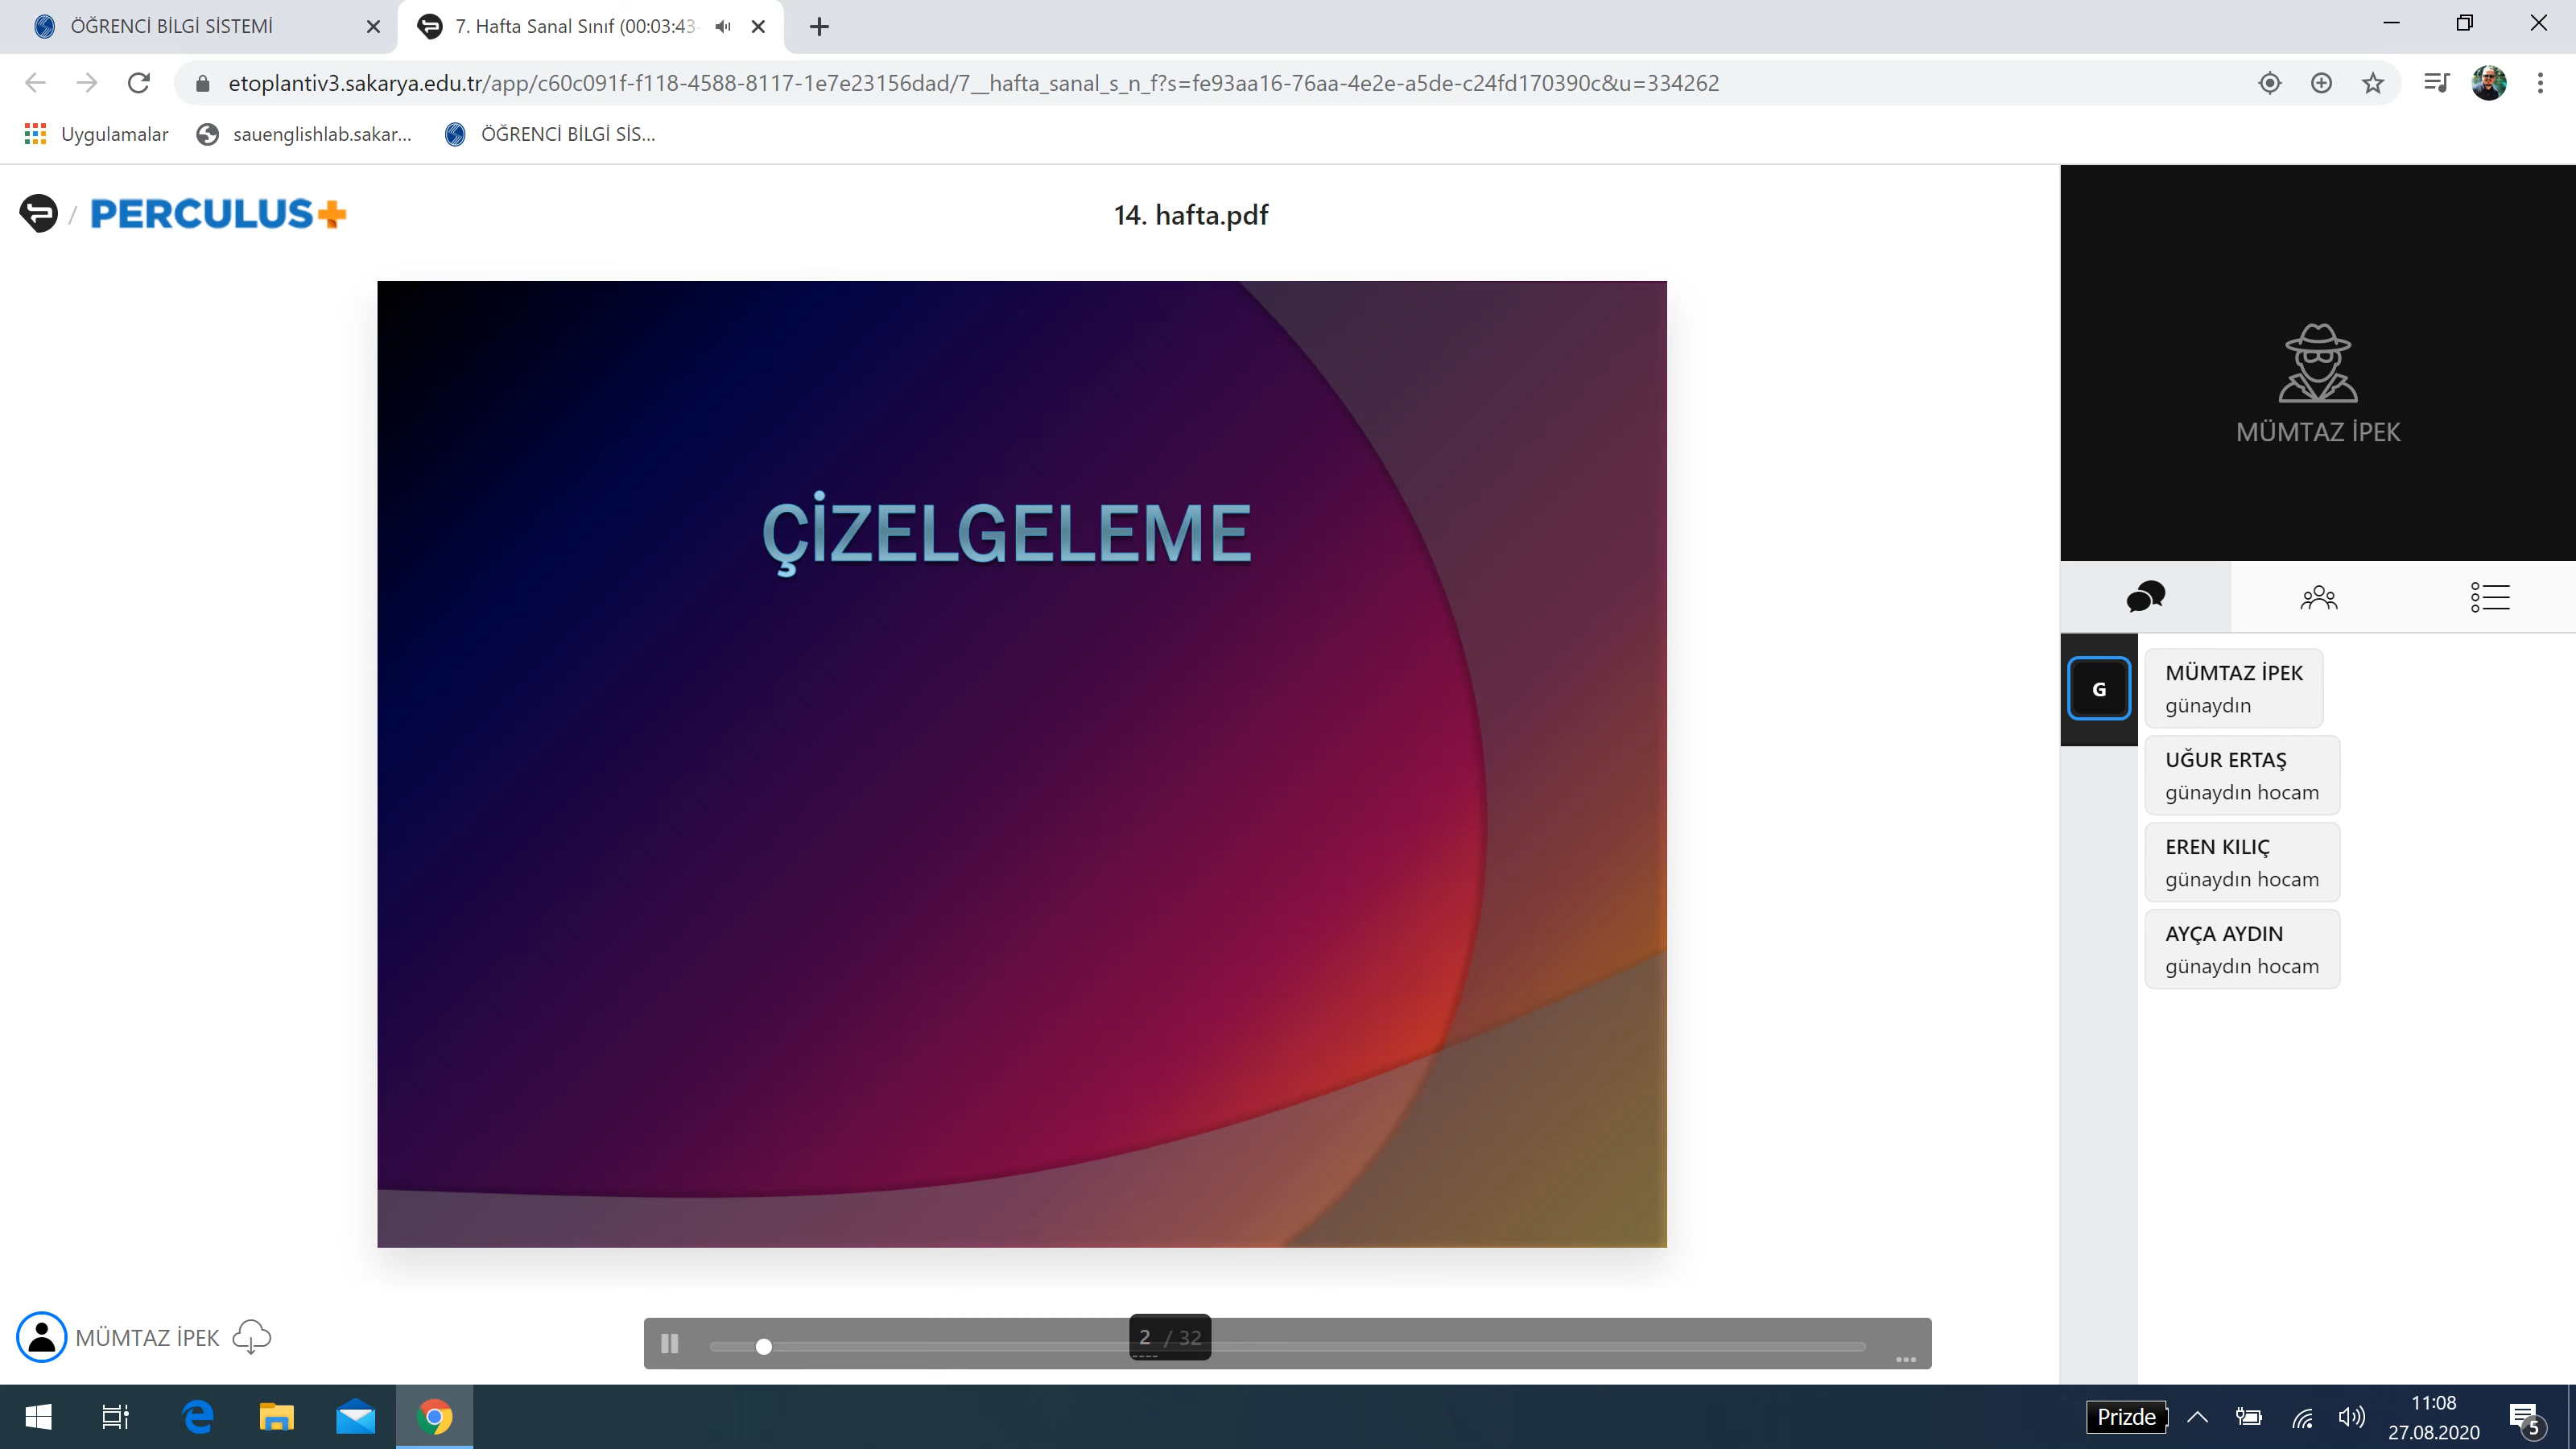 ÖĞRENCİ BİLGİ SİSTEMİ
7. Hafta Sanal Sınıf (00:03:43
etoplantiv3.sakarya.edu.tr/app/c60c091f-f118-4588-8117-1e7e23156dad/7__hafta_sanal_s_n_f?s=fe93aa16-76aa-4e2e-a5de-c24fd170390c&u=334262
Uygulamalar
sauenglishlab.sakar...
ÖĞRENCİ BİLGİ SİS...
/ PERCULUS+
14. hafta.pdf
ÇİZELGELEME
MÜMTAZ İPEK
G
MÜMTAZ İPEK
günaydın
UĞUR ERTAŞ
günaydın hocam
EREN KILIÇ
günaydın hocam
AYÇA AYDIN
günaydın hocam
MÜMTAZ İPEK
2 / 32
Prizde
11:08
27.08.2020
5